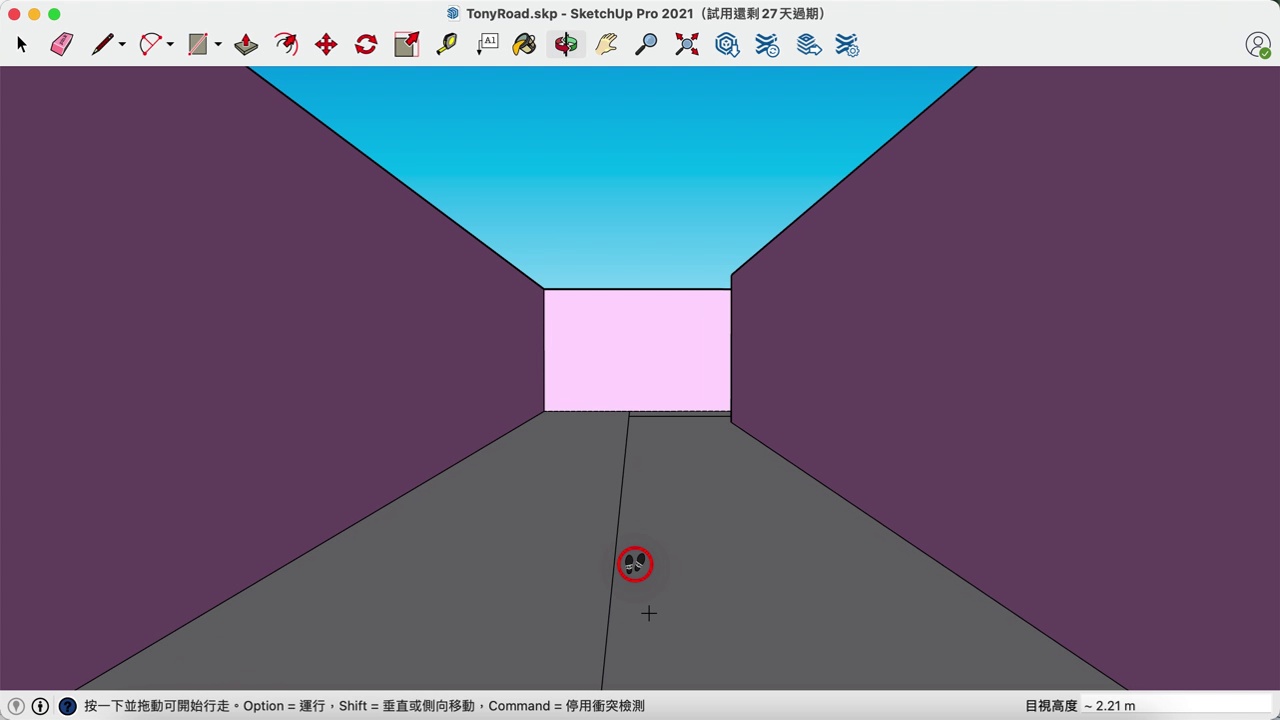 TonyRoad.skp - SketchUp Pro 2021（試用還剩 27 天過期）
A1
按一下並拖動可開始行走。Option = 運行，Shift = 垂直或側向移動，Command = 停用衝突檢測
目視高度 ~ 2.21 m